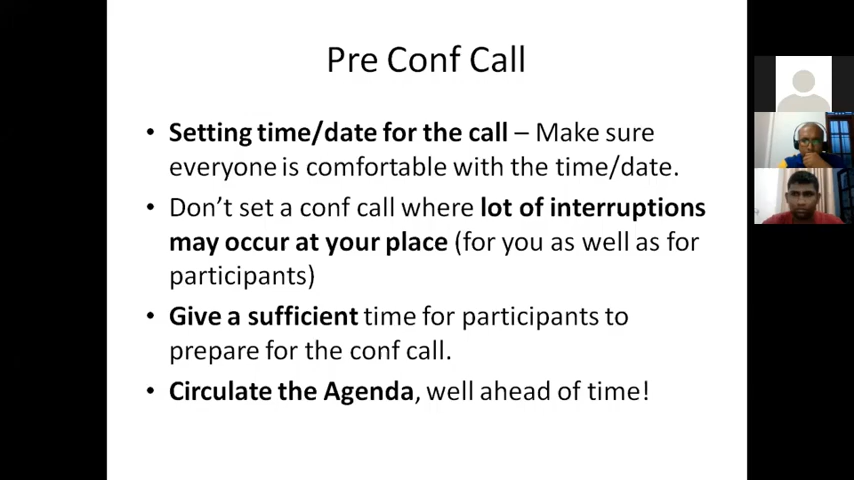 Pre Conf Call
• Setting time/date for the call – Make sure
everyone is comfortable with the time/date.
• Don’t set a conf call where lot of interruptions
may occur at your place (for you as well as for
participants)
• Give a sufficient time for participants to
prepare for the conf call.
• Circulate the Agenda, well ahead of time!